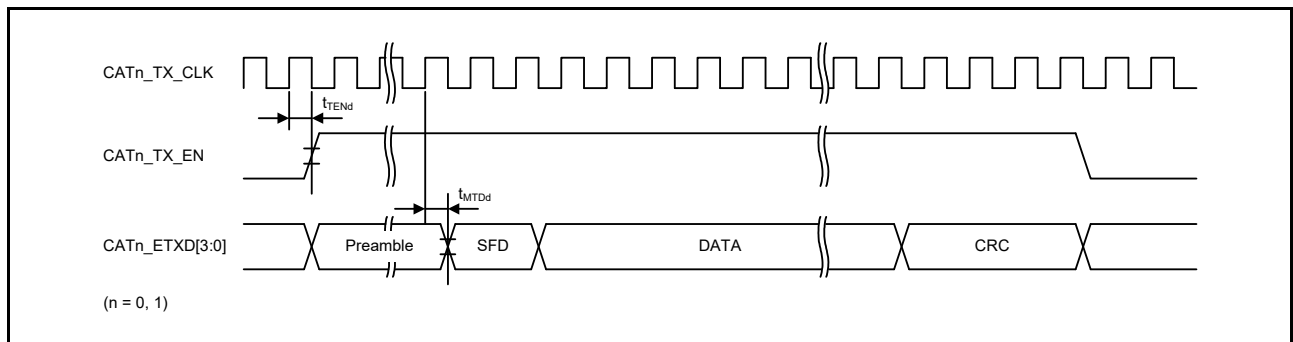 CATn_TX_CLK
tTENd
CATn_TX_EN
tMTDd
CATn_ETXD[3:0] Preamble SFD DATA CRC
(n = 0, 1)